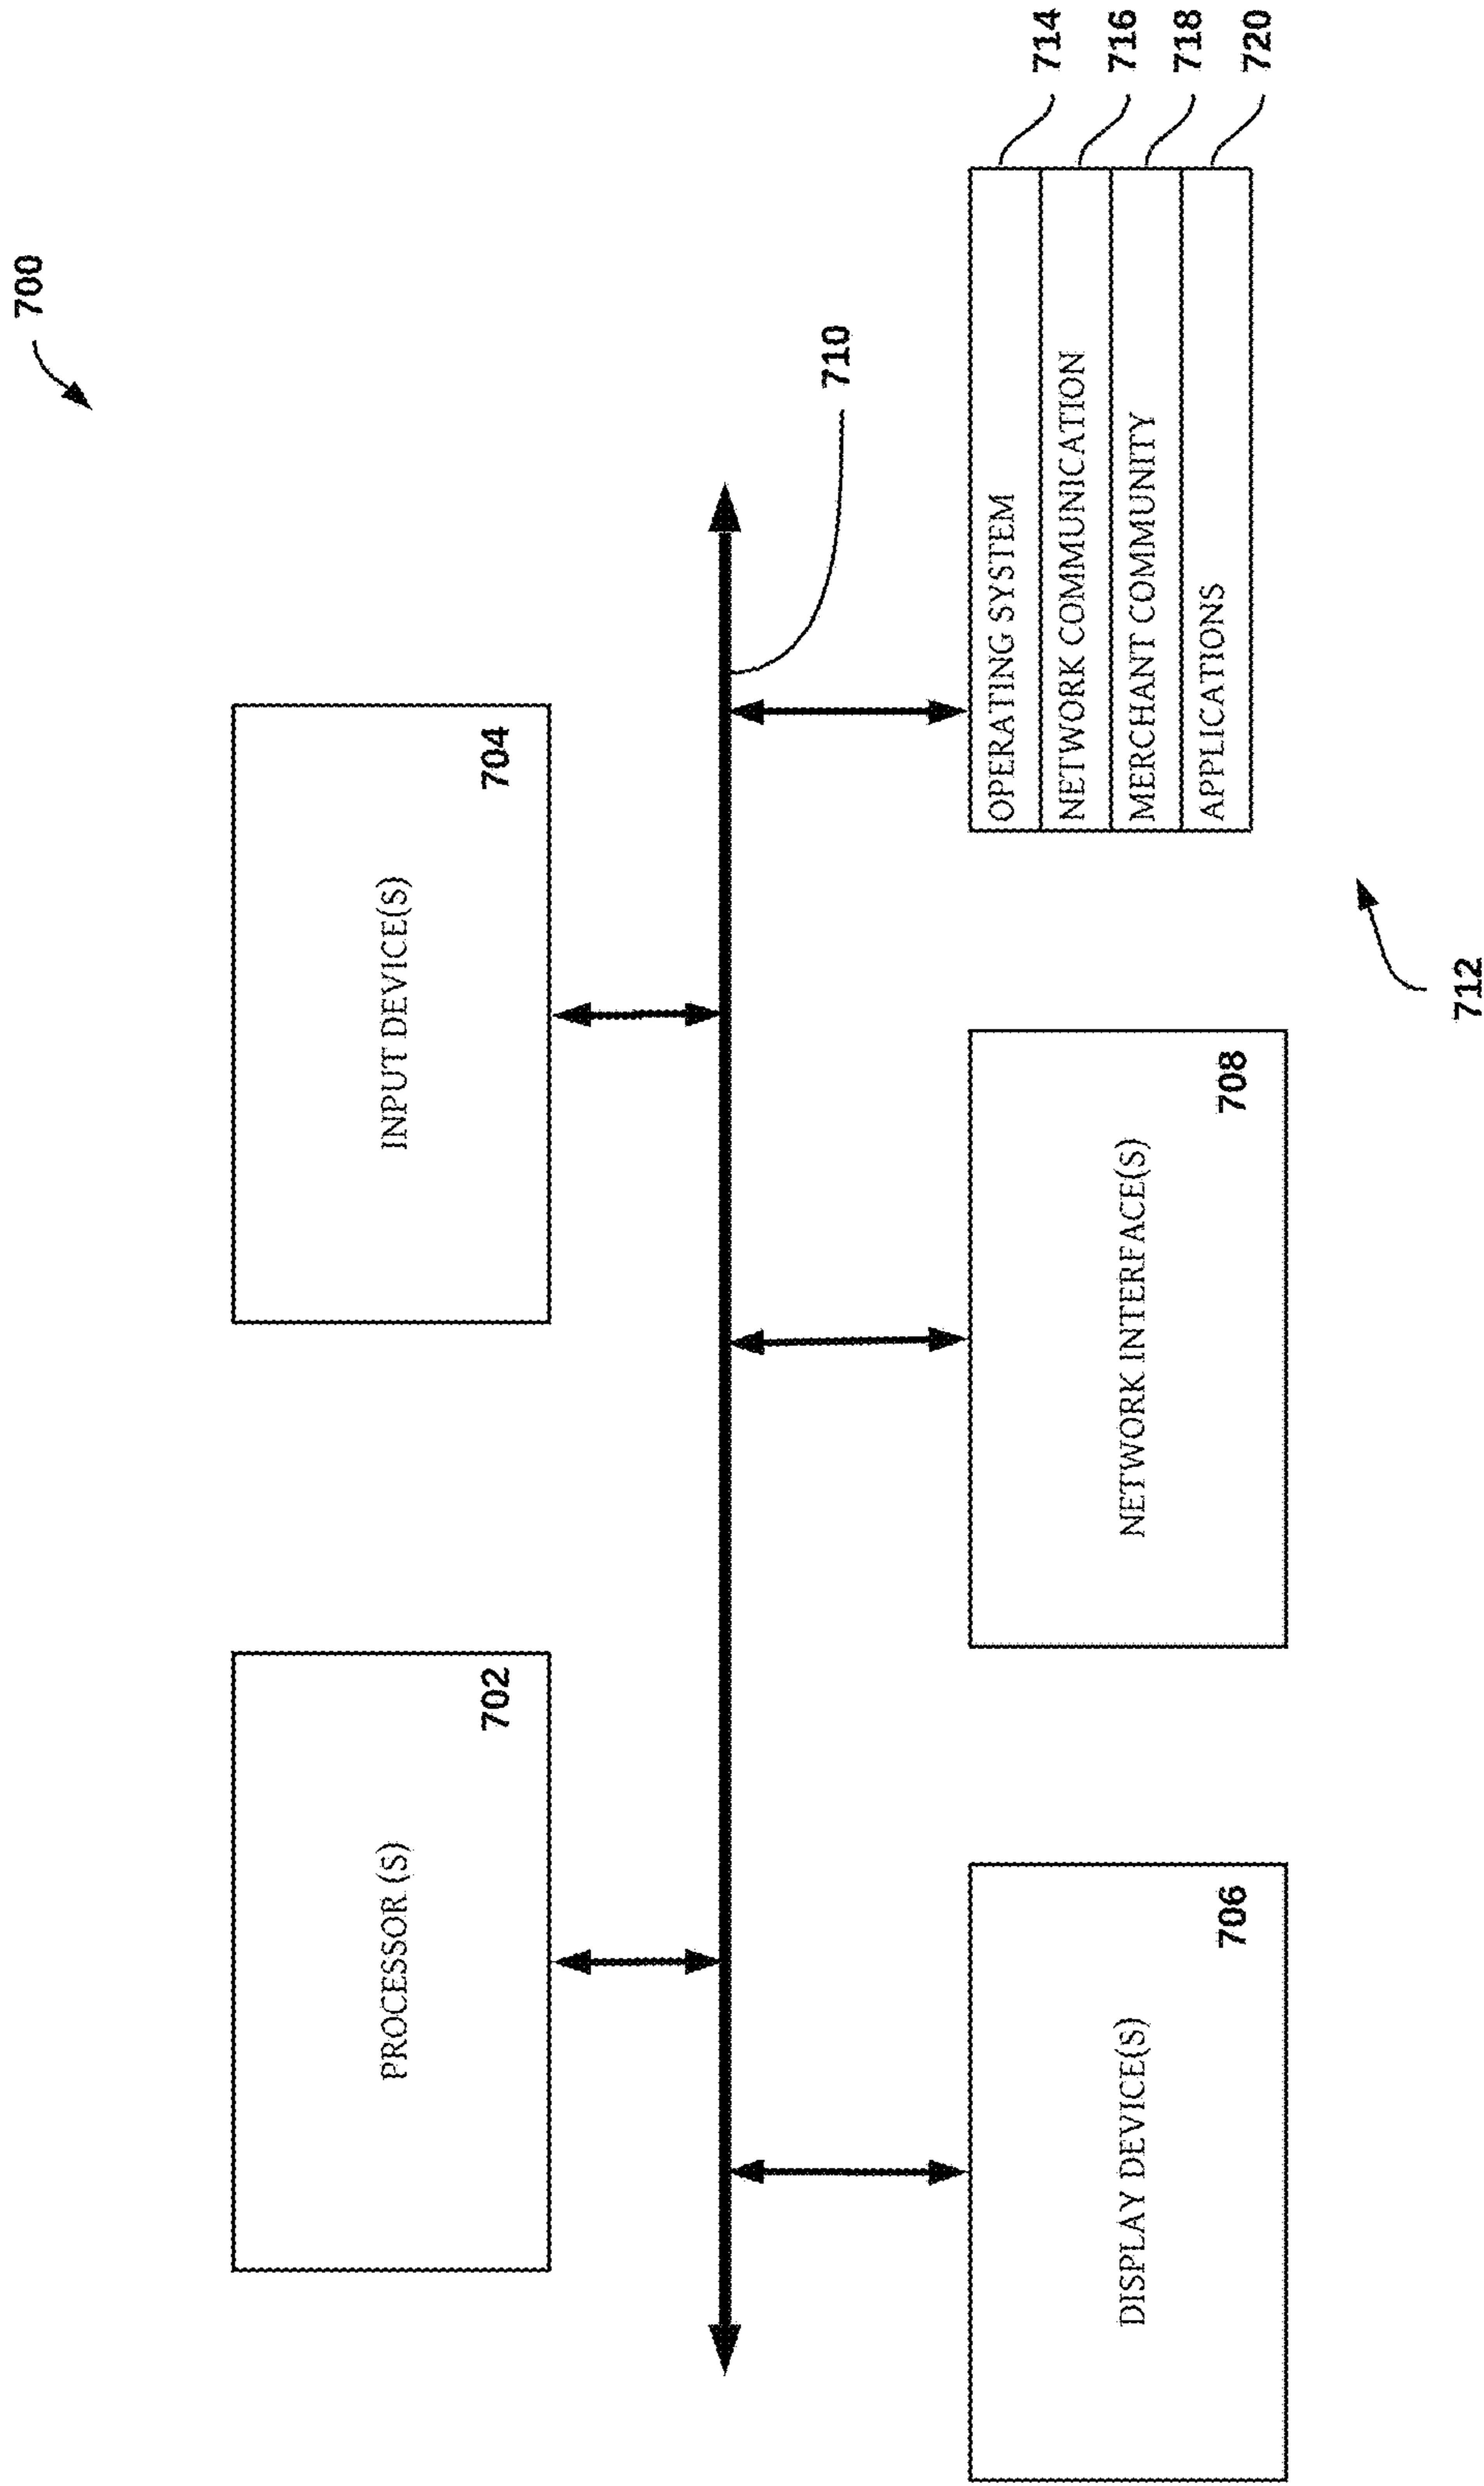 700
PROCESSOR (S)
702
INPUT DEVICE(S)
704
710
DISPLAY DEVICE(S)
706
NETWORK INTERFACE(S)
708
OPERATING SYSTEM
714
NETWORK COMMUNICATION
716
MERCHANT COMMUNITY
718
APPLICATIONS
720
712